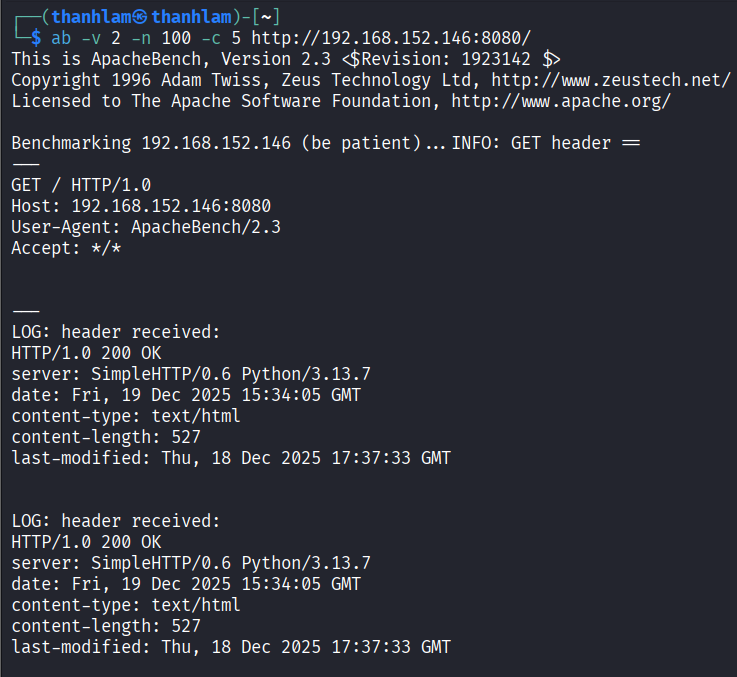 ┌──(thanhlam㉿thanhlam)-[~]
└─$ ab -v 2 -n 100 -c 5 http://192.168.152.146:8080/
This is ApacheBench, Version 2.3 <$Revision: 1923142 $>
Copyright 1996 Adam Twiss, Zeus Technology Ltd, http://www.zeustech.net/
Licensed to The Apache Software Foundation, http://www.apache.org/
Benchmarking 192.168.152.146 (be patient)...INFO: GET header ==
---
GET / HTTP/1.0
Host: 192.168.152.146:8080
User-Agent: ApacheBench/2.3
Accept: */*
---
LOG: header received:
HTTP/1.0 200 OK
server: SimpleHTTP/0.6 Python/3.13.7
date: Fri, 19 Dec 2025 15:34:05 GMT
content-type: text/html
content-length: 527
last-modified: Thu, 18 Dec 2025 17:37:33 GMT
LOG: header received:
HTTP/1.0 200 OK
server: SimpleHTTP/0.6 Python/3.13.7
date: Fri, 19 Dec 2025 15:34:05 GMT
content-type: text/html
content-length: 527
last-modified: Thu, 18 Dec 2025 17:37:33 GMT